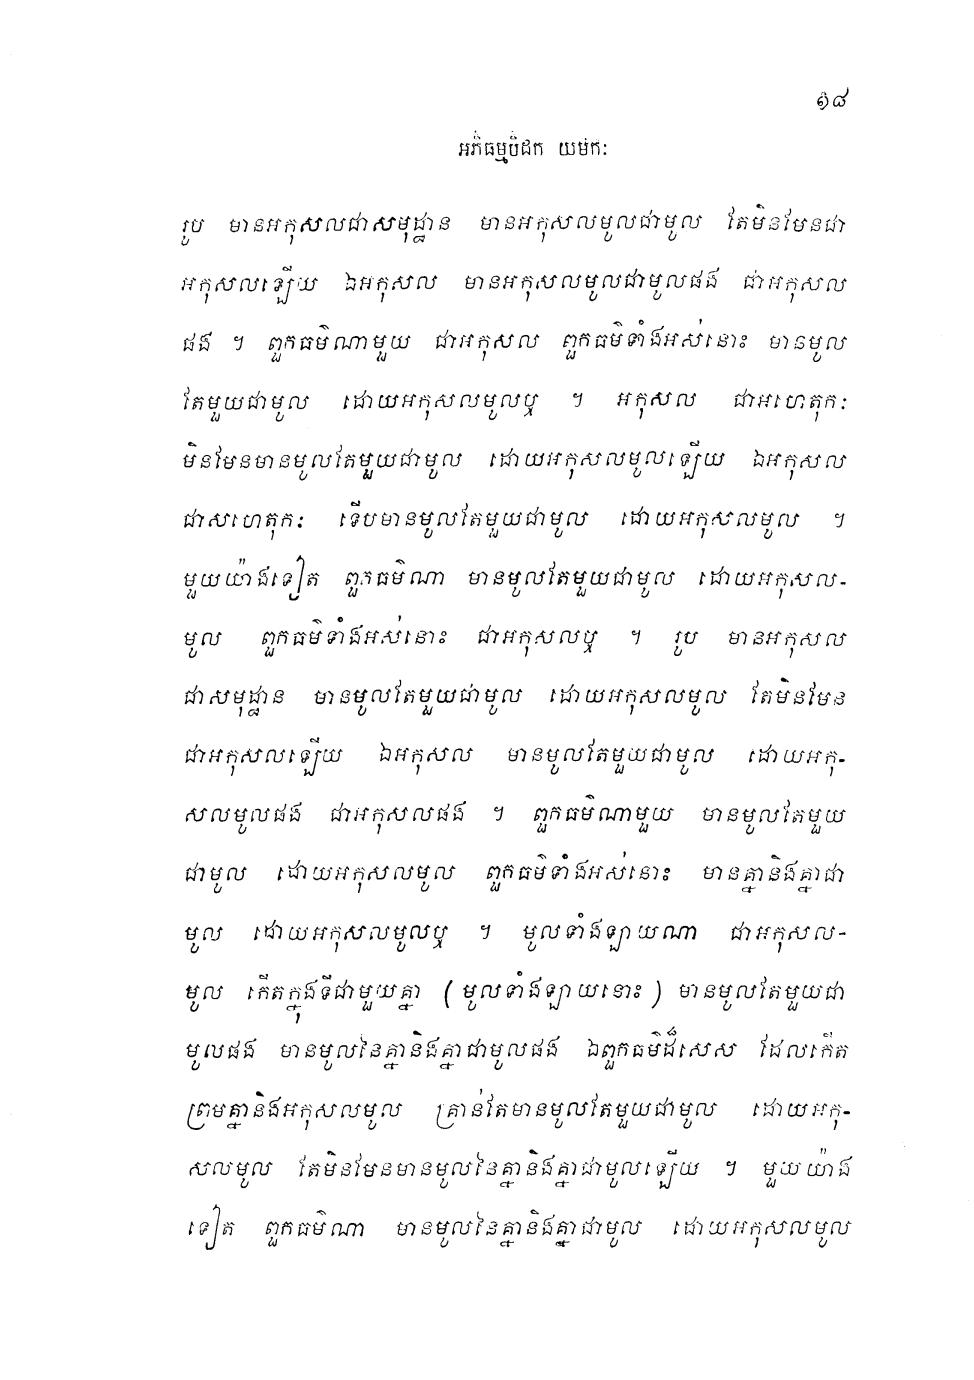 ១៨
អភិធម្មបិដក យមកៈ
រូប មានអកុសលជាសមុដ្ឋាន មានអកុសលមូលជាមូល តែមិនមែនជា
អកុសលឡើយ ឯអកុសល មានអកុសលមូលជាមូលផង ជាអកុសល
ផង ។ ពួកធម៌ណាមួយ ជាអកុសល ពួកធម៌ទាំងអស់នោះ មានមូល
តែមួយជាមូល ដោយអកុសលមូលឬ ។ អកុសល ជាអហេតុកៈ
មិនមែនមានមូលតែមួយជាមូល ដោយអកុសលមូលឡើយ ឯអកុសល
ជាសហេតុកៈ ទើបមានមូលតែមួយជាមូល ដោយអកុសលមូល ។
មួយយ៉ាងទៀត ពួកធម៌ណា មានមូលតែមួយជាមូល ដោយអកុសល-
មូល ពួកធម៌ទាំងអស់នោះ ជាអកុសលឬ ។ រូប មានអកុសល
ជាសមុដ្ឋាន មានមូលតែមួយជាមូល ដោយអកុសលមូល តែមិនមែន
ជាអកុសលឡើយ ឯអកុសល មានមូលតែមួយជាមូល ដោយអកុ-
សលមូលផង ជាអកុសលផង ។ ពួកធម៌ណាមួយ មានមូលតែមួយ
ជាមូល ដោយអកុសលមូល ពួកធម៌ទាំងអស់នោះ មានគ្នានិងគ្នាជា
មូល ដោយអកុសលមូលឬ ។ មូលទាំងឡាយណា ជាអកុសល-
មូល កើតក្នុងទីជាមួយគ្នា (មូលទាំងឡាយនោះ) មានមូលតែមួយជា
មូលផង មានមូលនៃគ្នានិងគ្នាជាមូលផង ឯពួកធម៌ដ៏សេស ដែលកើត
ព្រមគ្នានិងអកុសលមូល គ្រាន់តែមានមូលតែមួយជាមូល ដោយអកុ-
សលមូល តែមិនមែនមានមូលនៃគ្នានិងគ្នាជាមូលឡើយ ។ មួយយ៉ាង
ទៀត ពួកធម៌ណា មានមូលនៃគ្នានិងគ្នាជាមូល ដោយអកុសលមូល